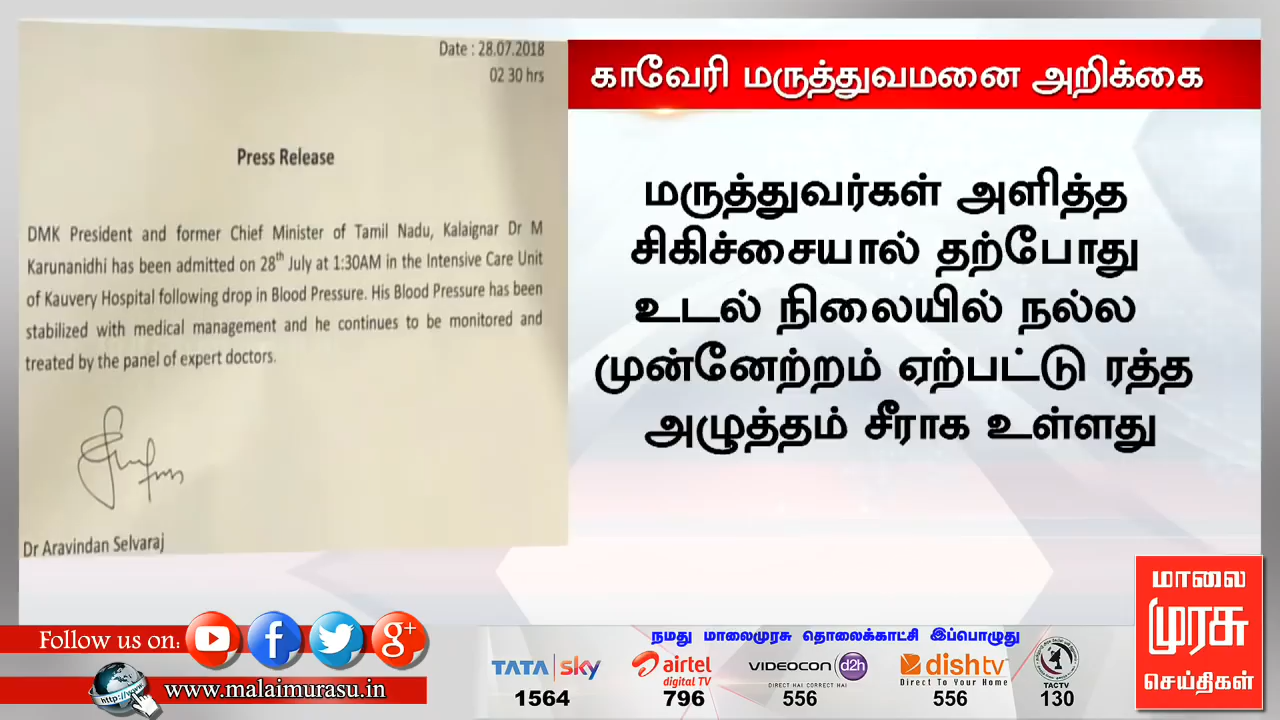 Date : 28.07.2018
02 30 hrs
Press Release
DMK President and former Chief Minister of Tamil Nadu, Kalaignar Dr M
Karunanidhi has been admitted on 28th July at 1:30AM in the Intensive Care Unit
of Kauvery Hospital following drop in Blood Pressure. His Blood Pressure has been
stabilized with medical management and he continues to be monitored and
treated by the panel of expert doctors.
Dr Aravindan Selvaraj
காவேரி மருத்துவமனை அறிக்கை
மருத்துவர்கள் அளித்த
சிகிச்சையால் தற்போது
உடல் நிலையில் நல்ல
முன்னேற்றம் ஏற்பட்டு ரத்த
அழுத்தம் சீராக உள்ளது
மாலை
முரசு
செய்திகள்
Follow us on:
g+
http://www
www.malaimurasu.in
நமது மாலைமுரசு தொலைக்காட்சி இப்பொழுது
TATA sky
1564
airtel
digital TV
796
VIDEOCON d2h
DIRECT HAI CORRECT HAI
556
dishtv
Direct To Your Home
556
TACTV
130